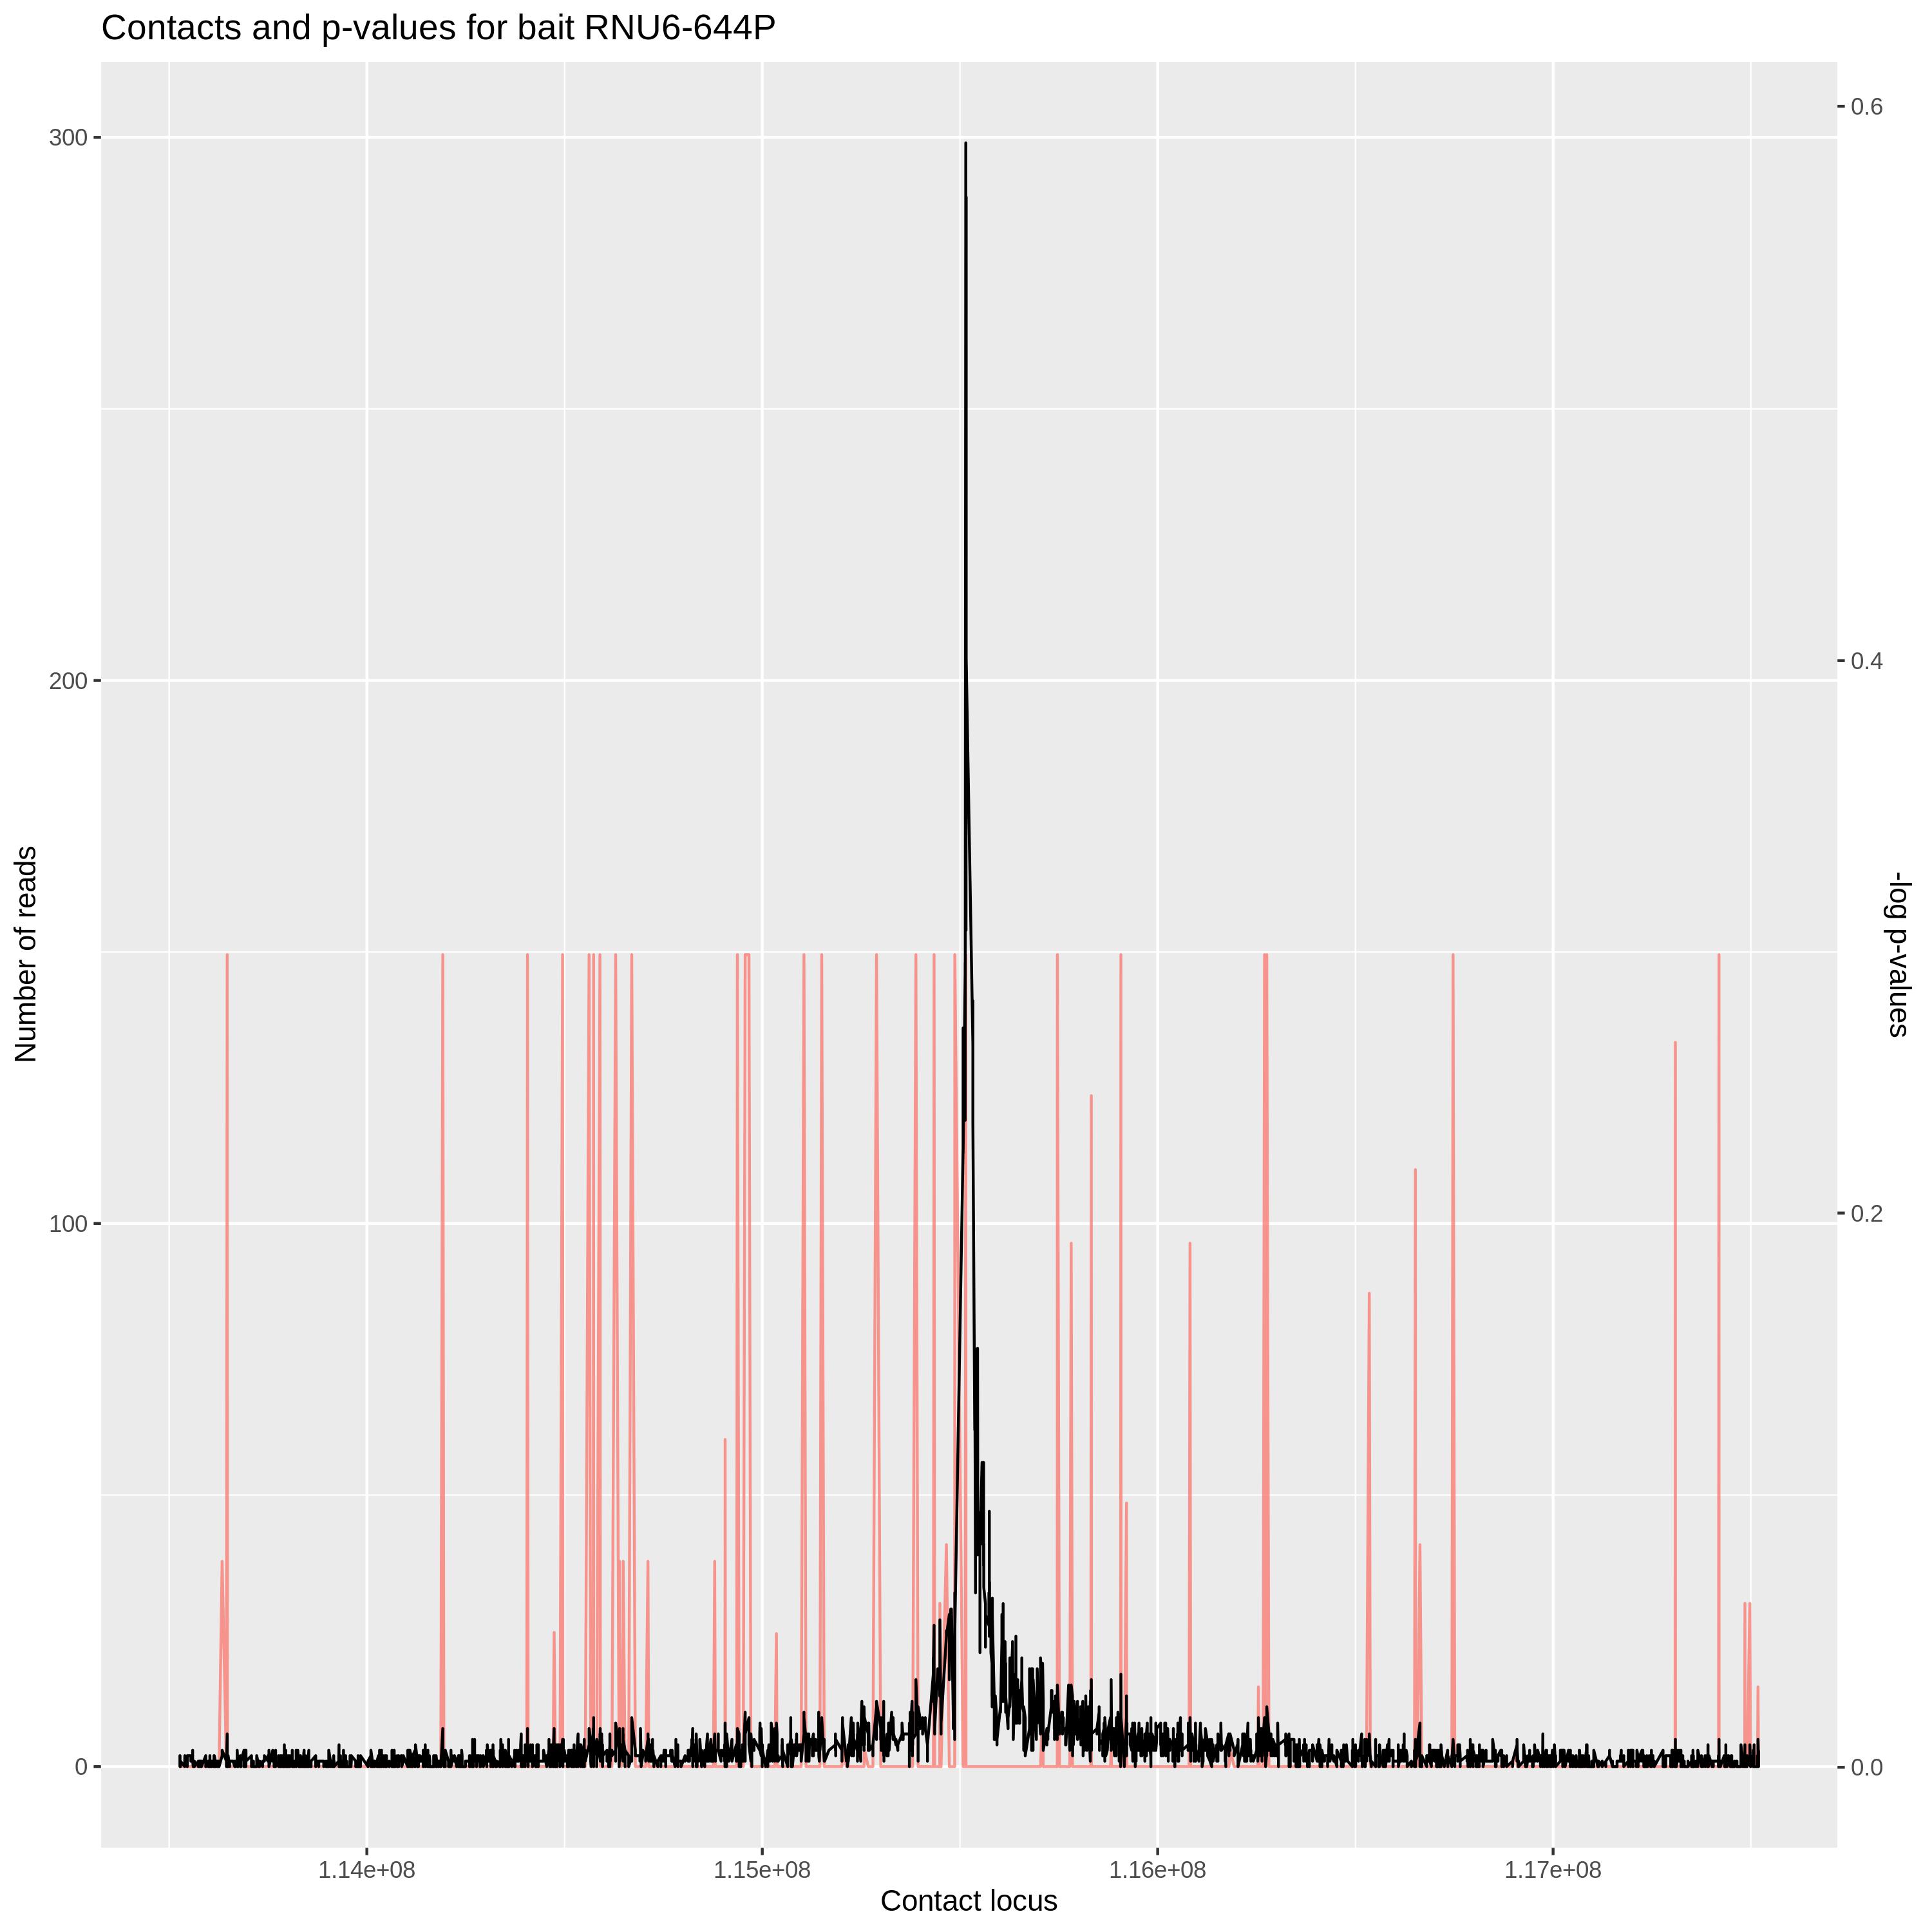 Contacts and p-values for bait RNU6-644P
300
200
100
0
0.6
0.4
0.2
0.0
Number of reads
-log p-values
1.14e+08
1.15e+08
1.16e+08
1.17e+08
Contact locus